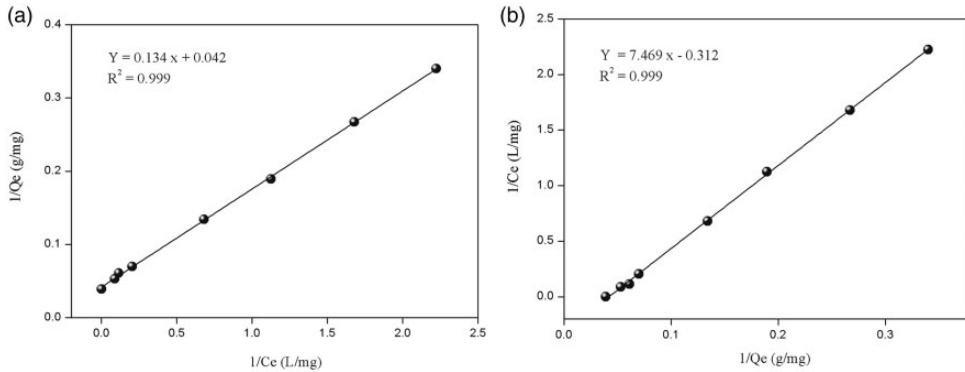 (a)
Y = 0.134 x + 0.042
R² = 0.999
1/Qe (g/mg)
0.4
0.3
0.2
0.1
0.0
0.0 0.5 1.0 1.5 2.0 2.5
1/Ce (L/mg)
(b)
Y = 7.469 x - 0.312
R² = 0.999
1/Ce (L/mg)
2.5
2.0
1.5
1.0
0.5
0.0
0.0 0.1 0.2 0.3
1/Qe (g/mg)